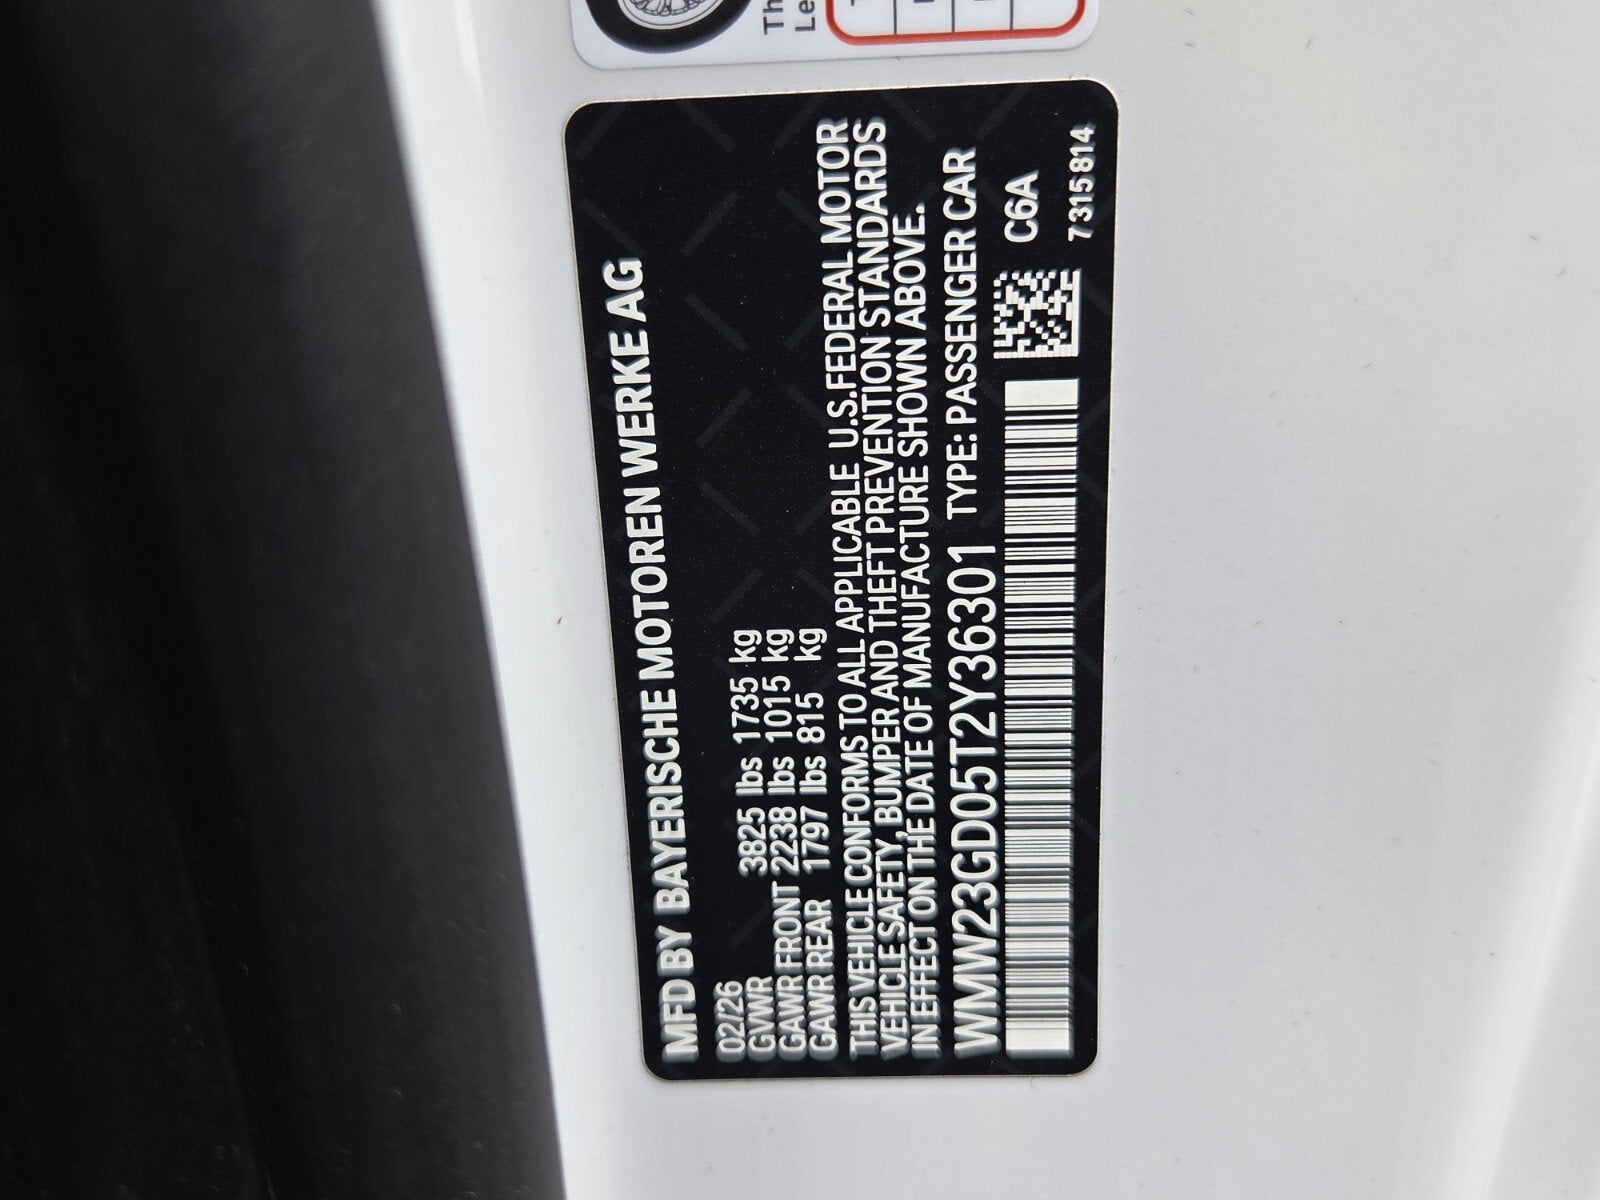 Th
Le
MFD BY BAYERISCHE MOTOREN WERKE AG
02/26
GVWR 3825 lbs 1735 kg
GAWR FRONT 2238 lbs 1015 kg
GAWR REAR 1797 lbs 815 kg
THIS VEHICLE CONFORMS TO ALL APPLICABLE U.S.FEDERAL MOTOR
VEHICLE SAFETY, BUMPER AND THEFT PREVENTION STANDARDS
IN EFFECT ON THE DATE OF MANUFACTURE SHOWN ABOVE.
WMW23GD05T2Y36301 TYPE: PASSENGER CAR
C6A
7315814